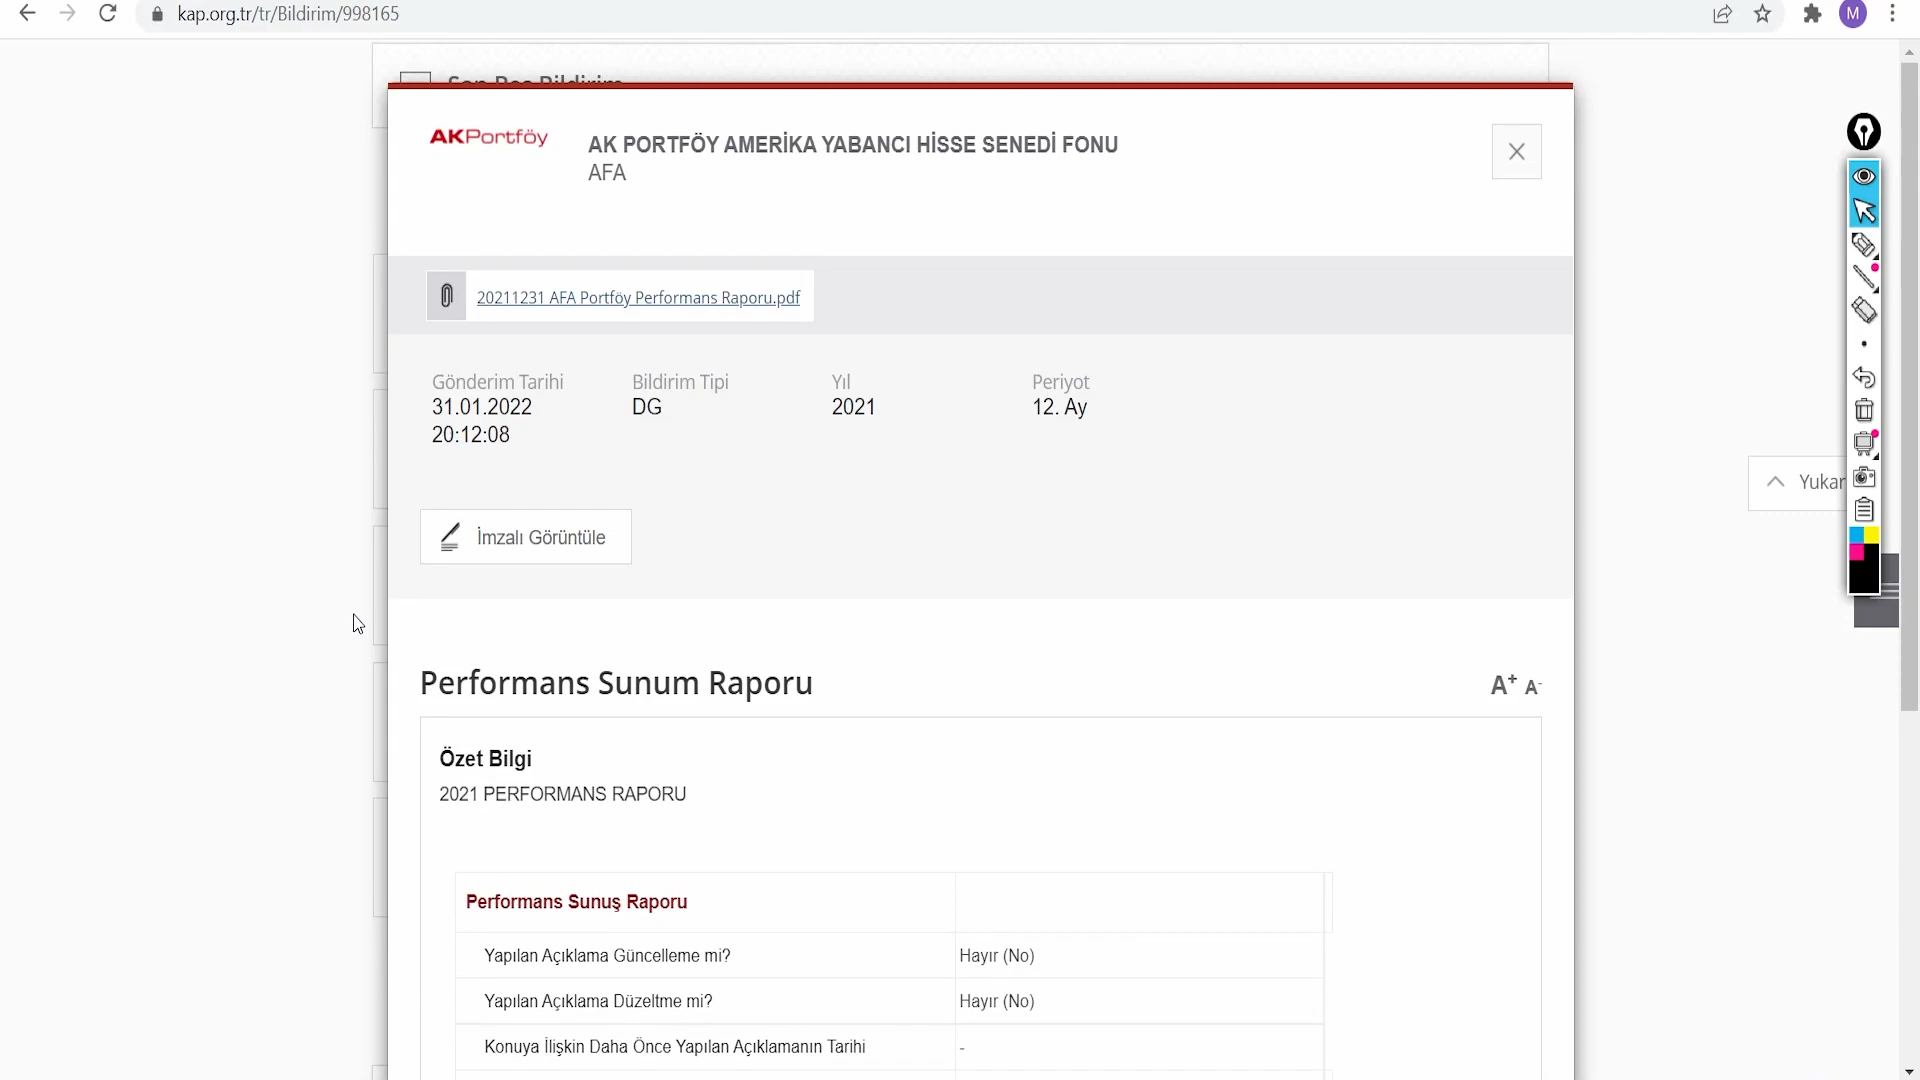 kap.org.tr/tr/Bildirim/998165
M
AKPortföy
AK PORTFÖY AMERİKA YABANCI HİSSE SENEDİ FONU
AFA
20211231 AFA Portföy Performans Raporu.pdf
Gönderim Tarihi
Bildirim Tipi
Yıl
Periyot
31.01.2022
DG
2021
12. Ay
20:12:08
Yukar
İmzalı Görüntüle
Performans Sunum Raporu
A+ A-
Özet Bilgi
2021 PERFORMANS RAPORU
Performans Sunuş Raporu
Yapılan Açıklama Güncelleme mi?
Hayır (No)
Yapılan Açıklama Düzeltme mi?
Hayır (No)
Konuya İlişkin Daha Önce Yapılan Açıklamanın Tarihi
-